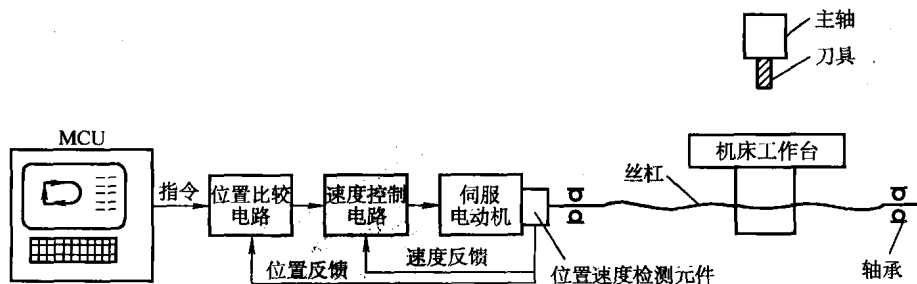 主轴
刀具
MCU
机床工作台
指令
位置比较
电路
速度控制
电路
伺服
电动机
丝杠
位置反馈
速度反馈
位置速度检测元件
轴承